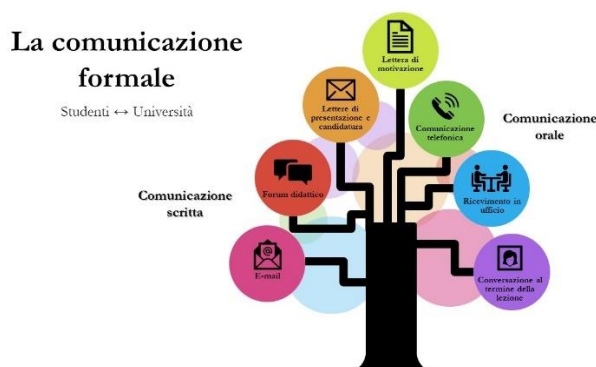 La comunicazione
formale
Studenti ↔ Università
Lettera di
motivazione
Lettere di
presentazione e
candidatura
Comunicazione
telefonica
Comunicazione
orale
Forum didattico
Ricevimento in
ufficio
Comunicazione
scritta
E-mail
Conversazione al
termine della
lezione